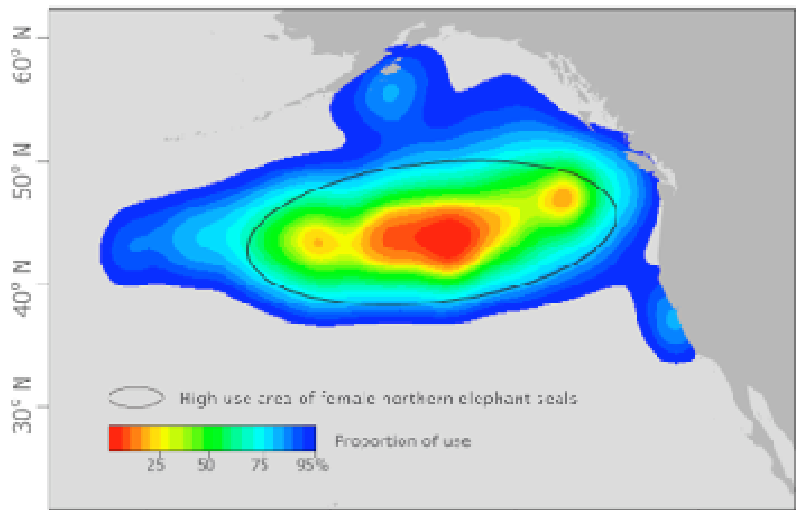 60° N
50° N
40° N
30° N
High use area of female northern elephant seals
25 50 75 95%
Proportion of use